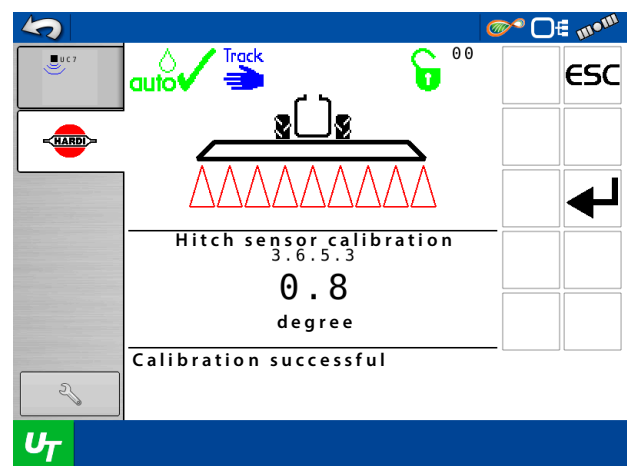 UC7
auto
Track
00
ESC
HARDI
Hitch sensor calibration
3.6.5.3
0.8
degree
Calibration successful
UT